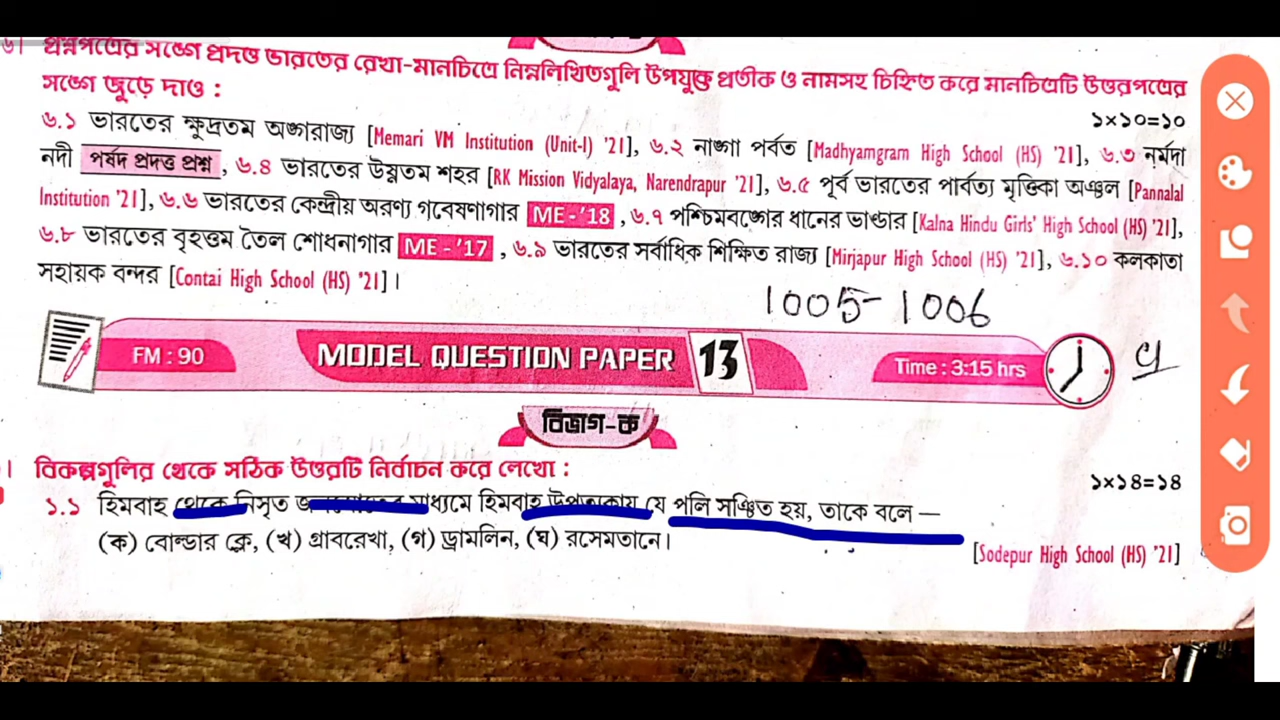 ৬। প্রশ্নপত্রের সঙ্গে প্রদত্ত ভারতের রেখা-মানচিত্রে নিম্নলিখিতগুলি উপযুক্ত প্রতীক ও নামসহ চিহ্নিত করে মানচিত্রটি উত্তরপত্রের
সঙ্গে জুড়ে দাও : ১×১০=১০
৬.১ ভারতের ক্ষুদ্রতম অঙ্গরাজ্য [Memari VM Institution (Unit-I) '21], ৬.২ নাঙ্গা পর্বত [Madhyamgram High School (HS) '21], ৬.৩ নর্মদা
নদী পর্ষদ প্রদত্ত প্রশ্ন , ৬.৪ ভারতের উষ্ণতম শহর [RK Mission Vidyalaya, Narendrapur '21], ৬.৫ পূর্ব ভারতের পার্বত্য মৃত্তিকা অঞ্চল [Pannalal
Institution '21], ৬.৬ ভারতের কেন্দ্রীয় অরণ্য গবেষণাগার ME -'18 , ৬.৭ পশ্চিমবঙ্গের ধানের ভাণ্ডার [Kalna Hindu Girls' High School (HS) '21],
৬.৮ ভারতের বৃহত্তম তৈল শোধনাগার ME -'17 , ৬.৯ ভারতের সর্বাধিক শিক্ষিত রাজ্য [Mirjapur High School (HS) '21], ৬.১০ কলকাতা
সহায়ক বন্দর [Contai High School (HS) '21]।
1005-1006
FM : 90 MODEL QUESTION PAPER 13 Time : 3:15 hrs
বিভাগ-ক
। বিকল্পগুলির থেকে সঠিক উত্তরটি নির্বাচন করে লেখো : ১×১৪=১৪
১.১ হিমবাহ থেকে নিসৃত মাধ্যমে হিমবাহ উপত্যকায় যে পলি সঞ্চিত হয়, তাকে বলে —
(ক) বোল্ডার ক্লে, (খ) গ্রাবরেখা, (গ) ড্রামলিন, (ঘ) রসেমতানে। [Sodepur High School (HS) '21]